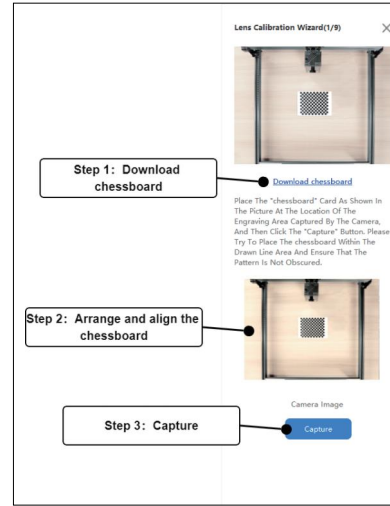 Lens Calibration Wizard(1/9)
Step 1: Download
chessboard
Download chessboard
Place The "chessboard" Card As Shown In
The Picture At The Location Of The
Engraving Area Captured By The Camera,
And Then Click The "Capture" Button. Please
Try To Place The chessboard Within The
Drawn Line Area And Ensure That The
Pattern Is Not Obscured.
Step 2: Arrange and align the
chessboard
Camera Image
Step 3: Capture
Capture